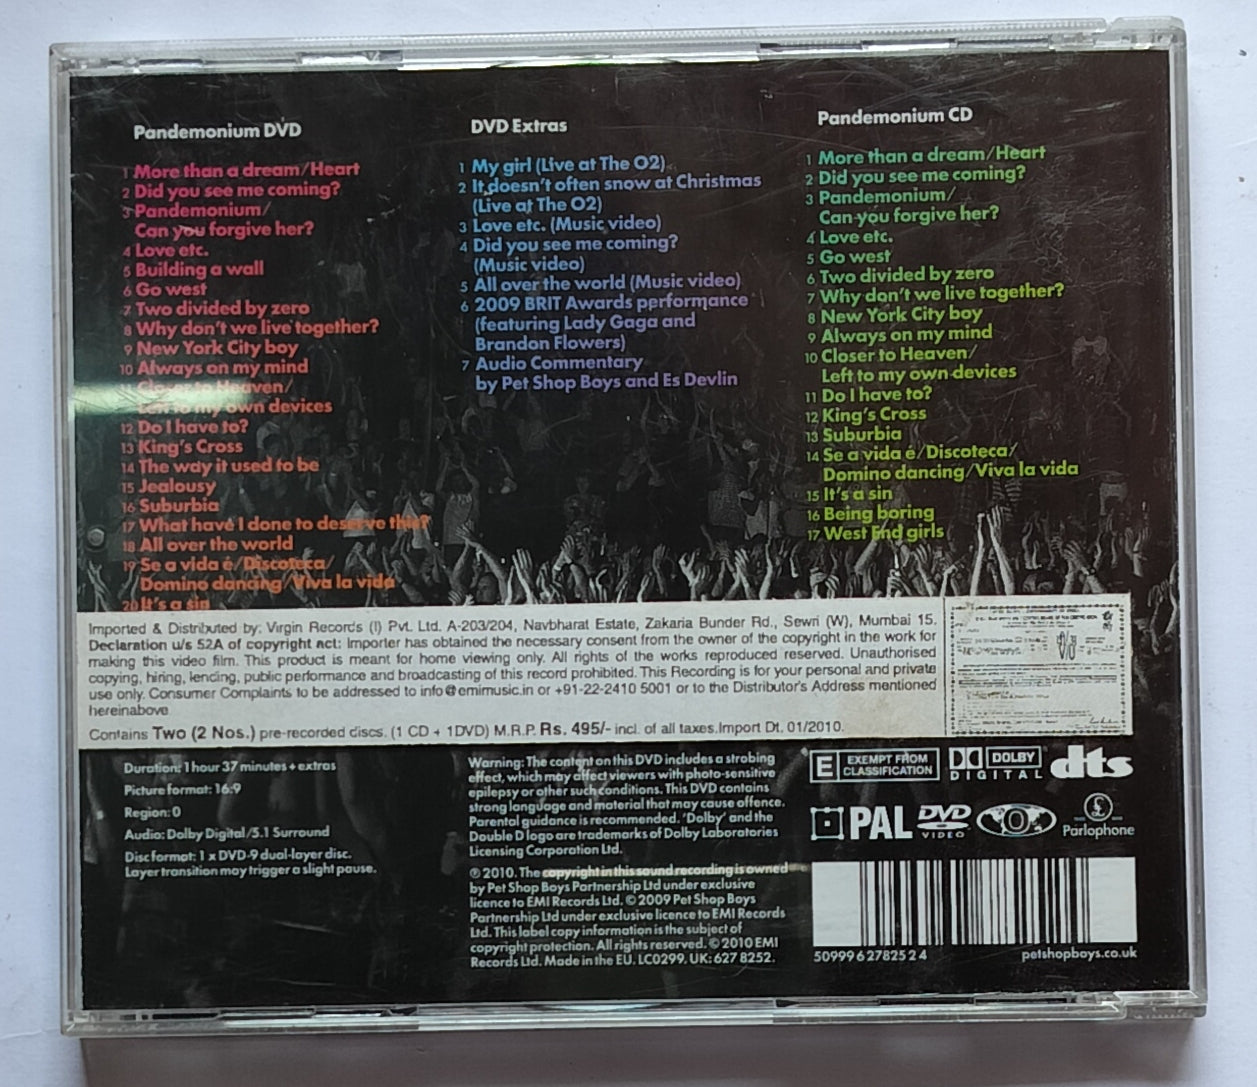 Pandemonium DVD
1 More than a dream/Heart
2 Did you see me coming?
3 Pandemonium/
Can you forgive her?
4 Love etc.
5 Building a wall
6 Go west
7 Two divided by zero
8 Why don't we live together?
9 New York City boy
10 Always on my mind
11 Closer to Heaven/
Left to my own devices
12 Do I have to?
13 King's Cross
14 The way it used to be
15 Jealousy
16 Suburbia
17 What have I done to deserve this?
18 All over the world
19 Se a vida é/Discoteca/
Domino dancing/Viva la vida
20 It's a sin
DVD Extras
1 My girl (Live at The O2)
2 It doesn't often snow at Christmas
(Live at The O2)
3 Love etc. (Music video)
4 Did you see me coming?
(Music video)
5 All over the world (Music video)
6 2009 BRIT Awards performance
(featuring Lady Gaga and
Brandon Flowers)
7 Audio Commentary
by Pet Shop Boys and Es Devlin
Pandemonium CD
1 More than a dream/Heart
2 Did you see me coming?
3 Pandemonium/
Can you forgive her?
4 Love etc.
5 Go west
6 Two divided by zero
7 Why don't we live together?
8 New York City boy
9 Always on my mind
10 Closer to Heaven/
Left to my own devices
11 Do I have to?
12 King's Cross
13 Suburbia
14 Se a vida é/Discoteca/
Domino dancing/Viva la vida
15 It's a sin
16 Being boring
17 West End girls
Imported & Distributed by: Virgin Records (I) Pvt. Ltd. A-203/204, Navbharat Estate, Zakaria Bunder Rd., Sewri (W), Mumbai 15.
Declaration u/s 52A of copyright act: Importer has obtained the necessary consent from the owner of the copyright in the work for
making this video film. This product is meant for home viewing only. All rights of the works reproduced reserved. Unauthorised
copying, hiring, lending, public performance and broadcasting of this record prohibited. This Recording is for your personal and private
use only. Consumer Complaints to be addressed to info@emimusic.in or +91-22-2410 5001 or to the Distributor's Address mentioned
hereinabove
Contains Two (2 Nos.) pre-recorded discs. (1 CD + 1DVD) M.R.P. Rs. 495/- incl. of all taxes.Import Dt. 01/2010.
Duration: 1 hour 37 minutes + extras
Picture format: 16:9
Region: 0
Audio: Dolby Digital/5.1 Surround
Disc format: 1 x DVD-9 dual-layer disc.
Layer transition may trigger a slight pause.
Warning: The content on this DVD includes a strobing
effect, which may affect viewers with photo-sensitive
epilepsy or other such conditions. This DVD contains
strong language and material that may cause offence.
Parental guidance is recommended. 'Dolby' and the
Double D logo are trademarks of Dolby Laboratories
Licensing Corporation Ltd.
℗ 2010. The copyright in this sound recording is owned
by Pet Shop Boys Partnership Ltd under exclusive
licence to EMI Records Ltd. © 2009 Pet Shop Boys
Partnership Ltd under exclusive licence to EMI Records
Ltd. This label copy information is the subject of
copyright protection. All rights reserved. © 2010 EMI
Records Ltd. Made in the EU. LC0299. UK: 627 8252.
E EXEMPT FROM
CLASSIFICATION
DOLBY
DIGITAL
dts
PAL
DVD
VIDEO
0
£
Parlophone
5099962782524
petshopboys.co.uk